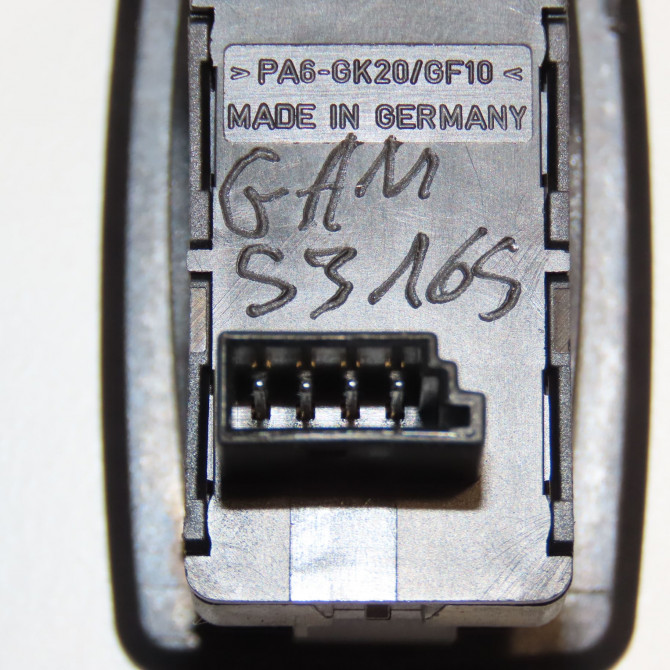 > PA6-GK20/GF10 <
MADE IN GERMANY
GAM
S3165